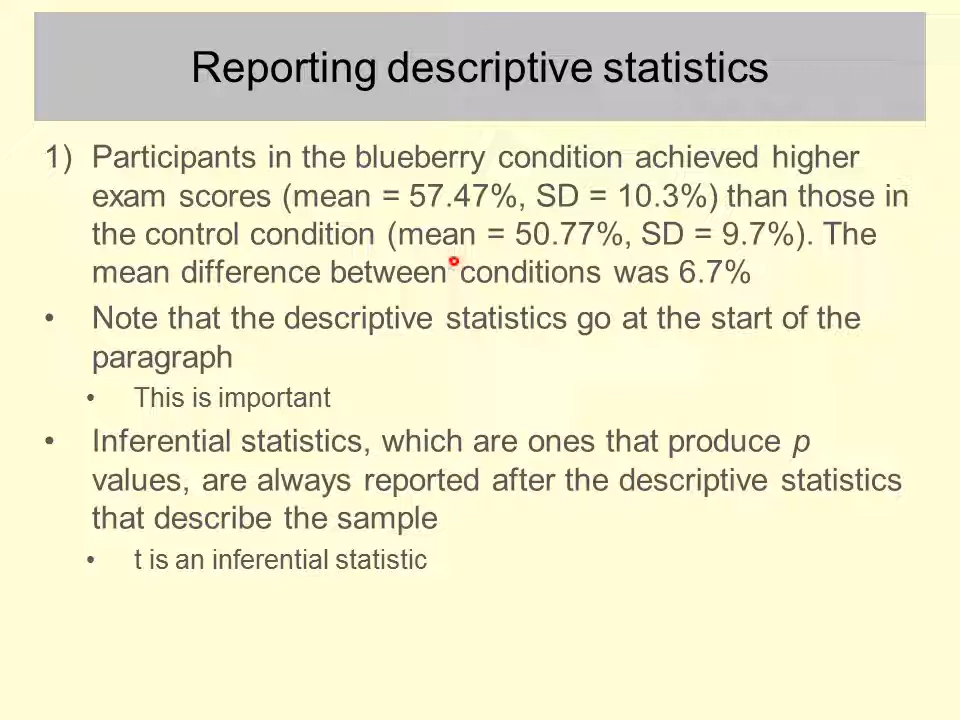 Reporting descriptive statistics
1) Participants in the blueberry condition achieved higher
exam scores (mean = 57.47%, SD = 10.3%) than those in
the control condition (mean = 50.77%, SD = 9.7%). The
mean difference between conditions was 6.7%
• Note that the descriptive statistics go at the start of the
paragraph
• This is important
• Inferential statistics, which are ones that produce p
values, are always reported after the descriptive statistics
that describe the sample
• t is an inferential statistic